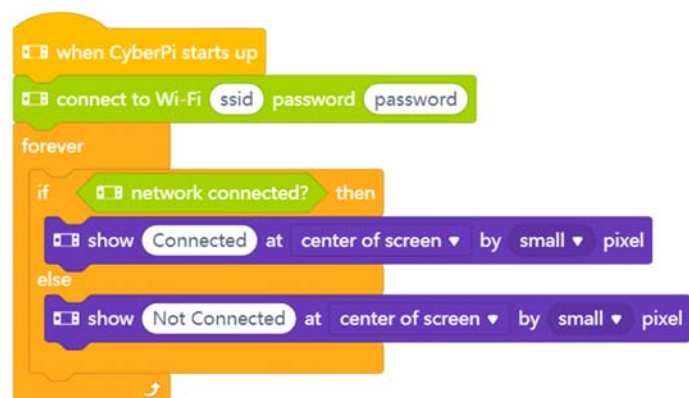 when CyberPi starts up
connect to Wi-Fi ssid password password
forever
if network connected? then
show Connected at center of screen by small pixel
else
show Not Connected at center of screen by small pixel